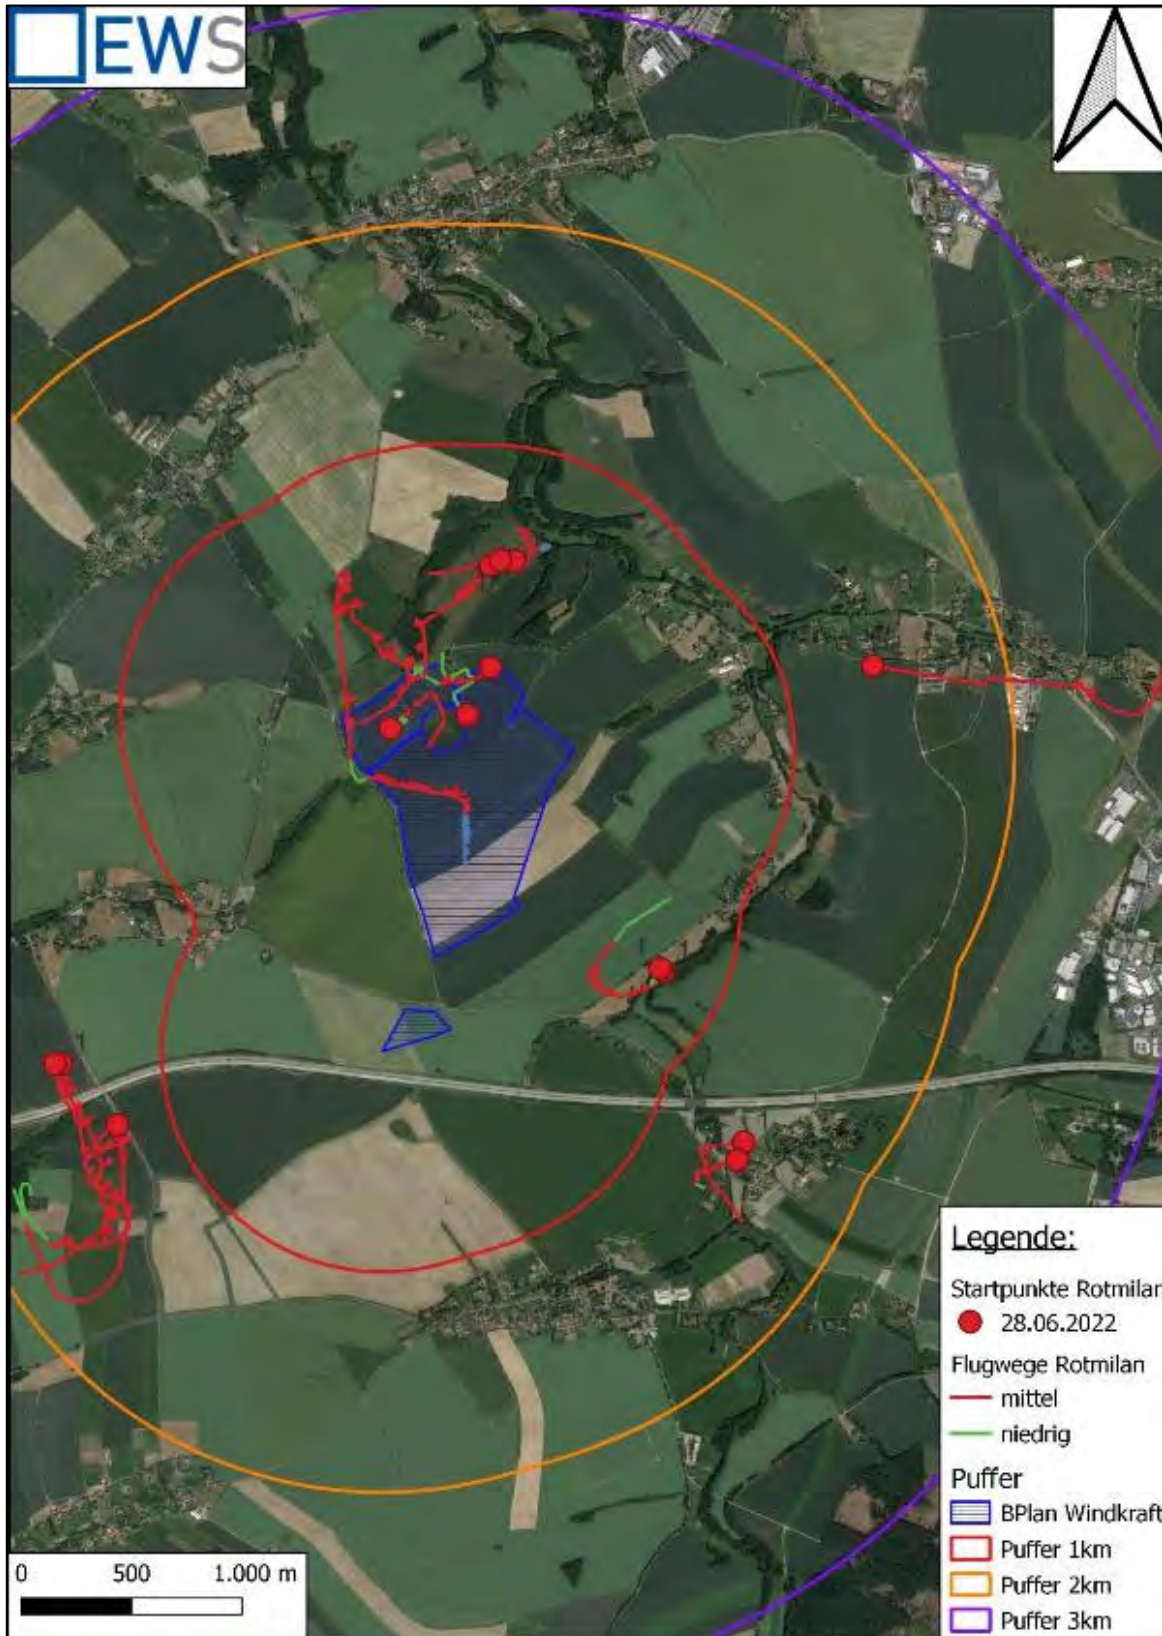 EWS
Legende:
Startpunkte Rotmilan
28.06.2022
Flugwege Rotmilan
mittel
niedrig
Puffer
BPlan Windkraft
Puffer 1km
Puffer 2km
Puffer 3km
0 500 1.000 m